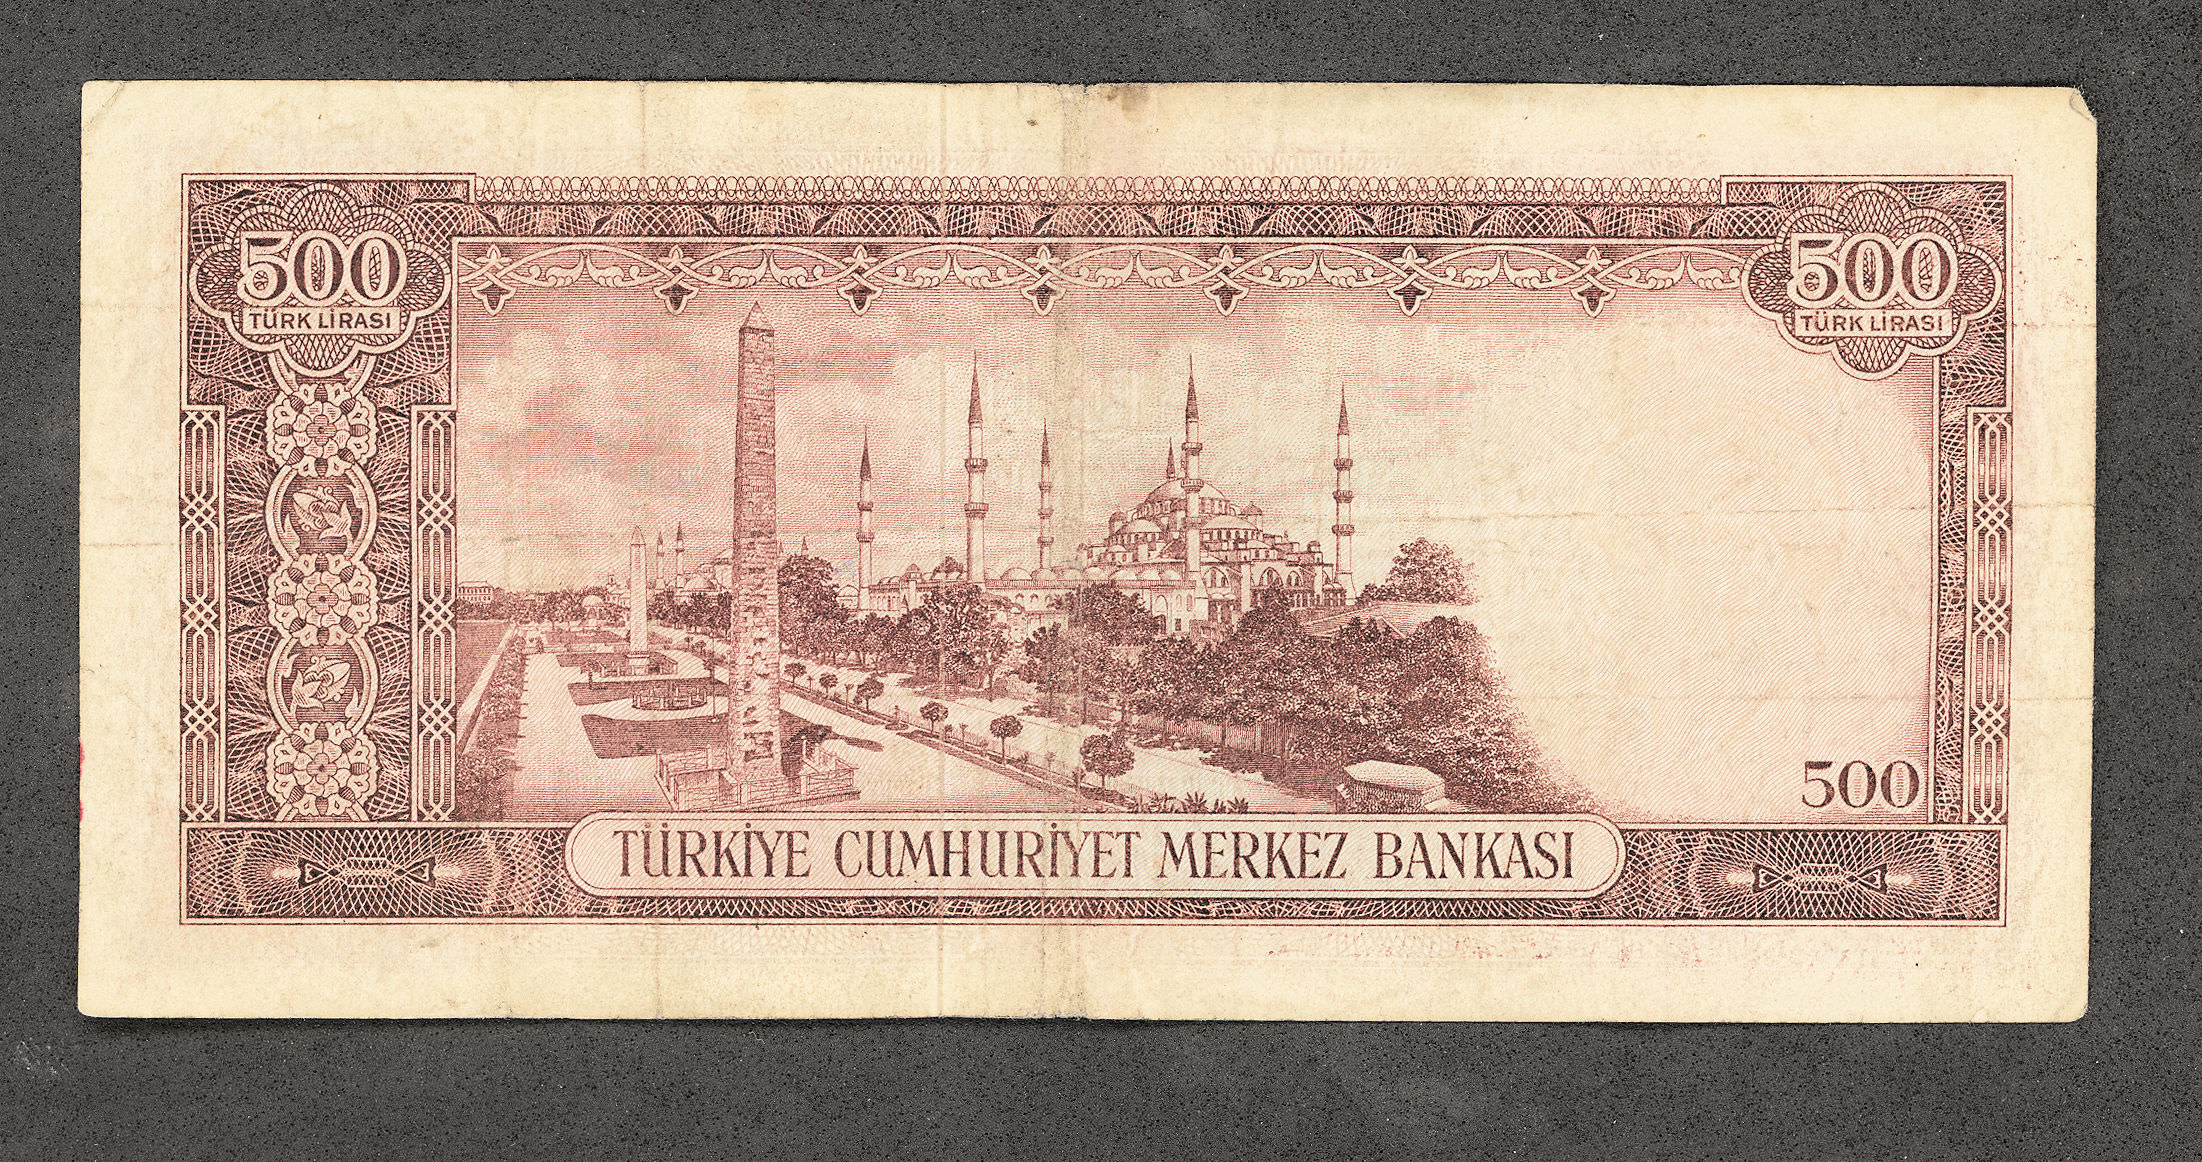 500
TÜRK LİRASI
500
TÜRK LİRASI
500
TÜRKİYE CUMHURİYET MERKEZ BANKASI